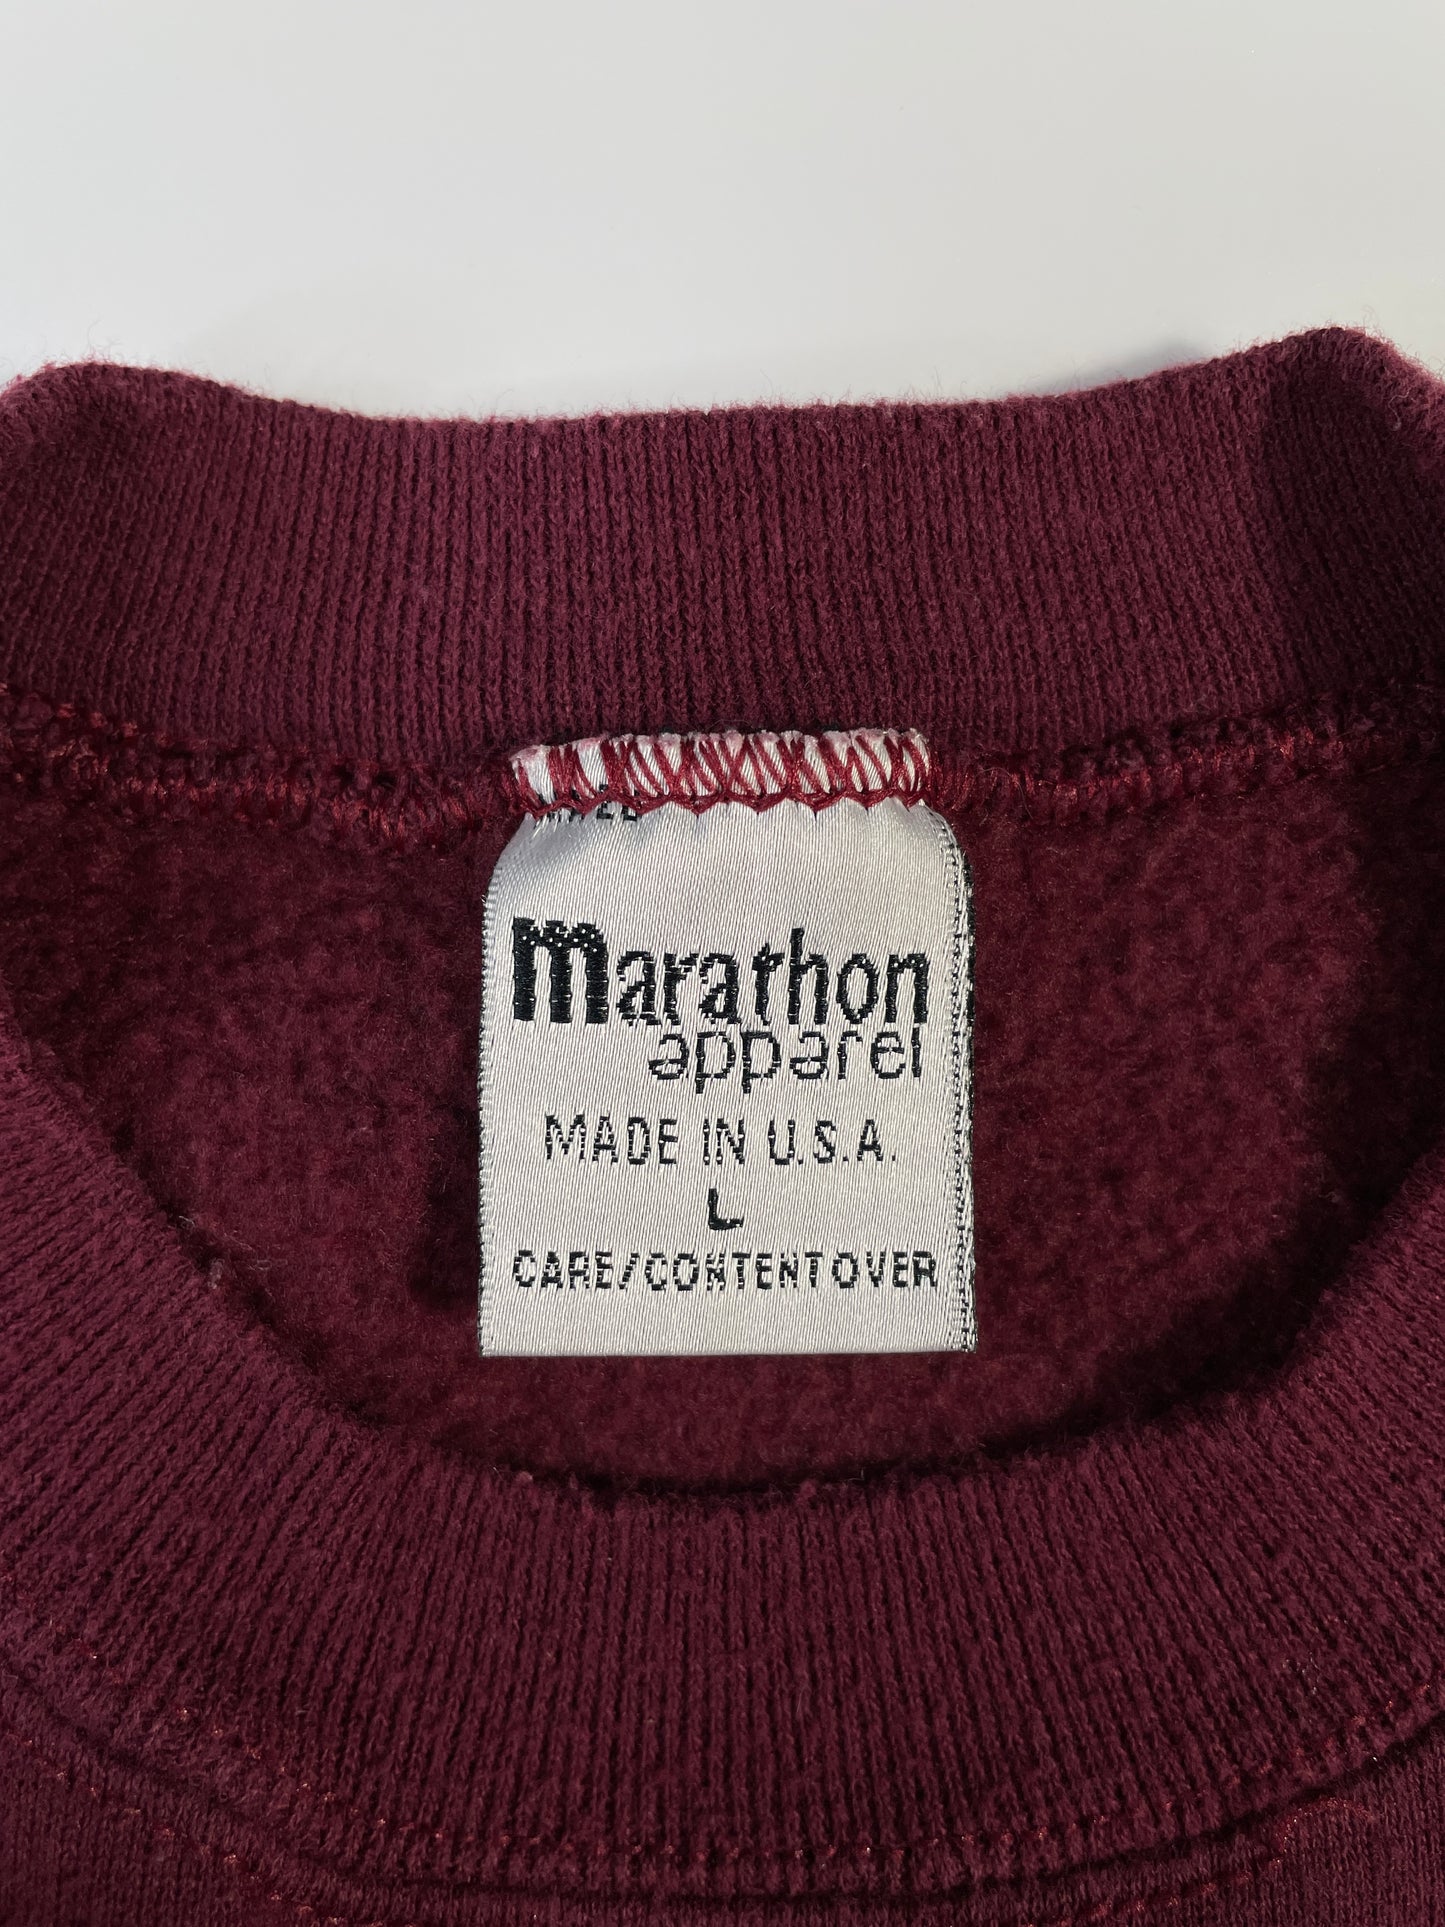 marathon
apparel
MADE IN U.S.A.
L
CARE/CONTENT OVER